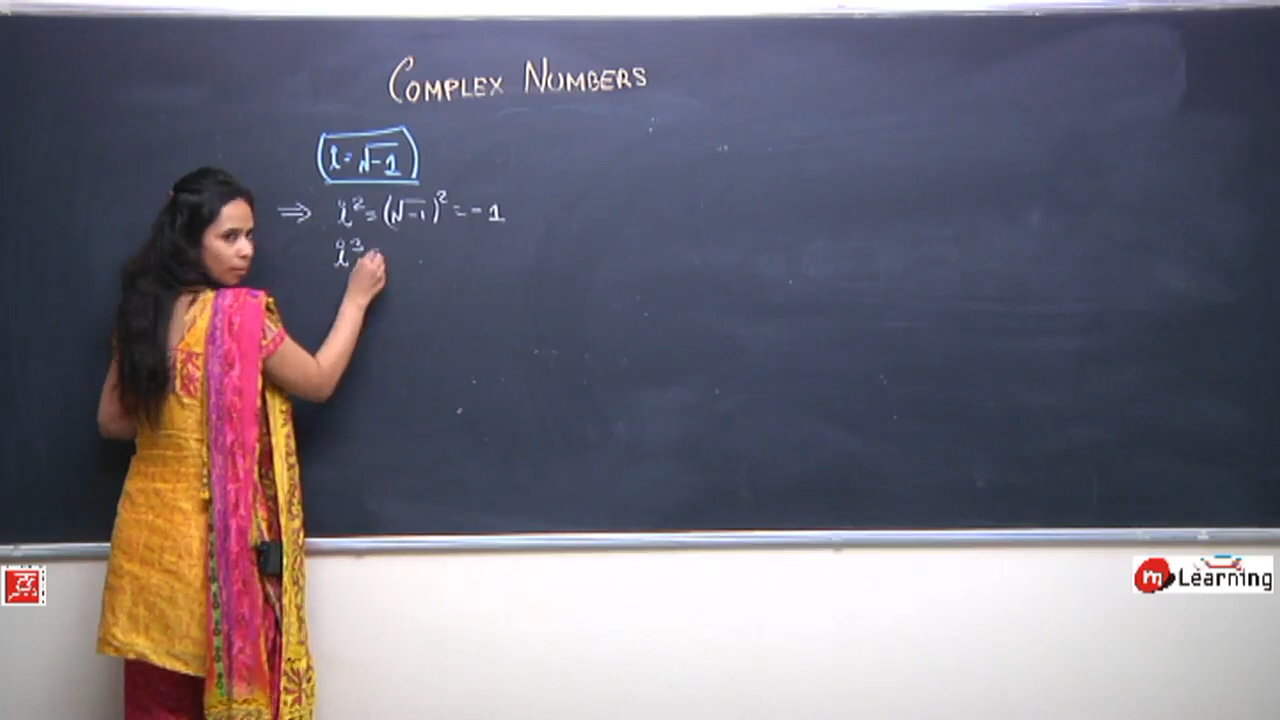 COMPLEX NUMBERS
i = √-1
⇒ i² = (√-1)² = -1
i³ =
m Learning